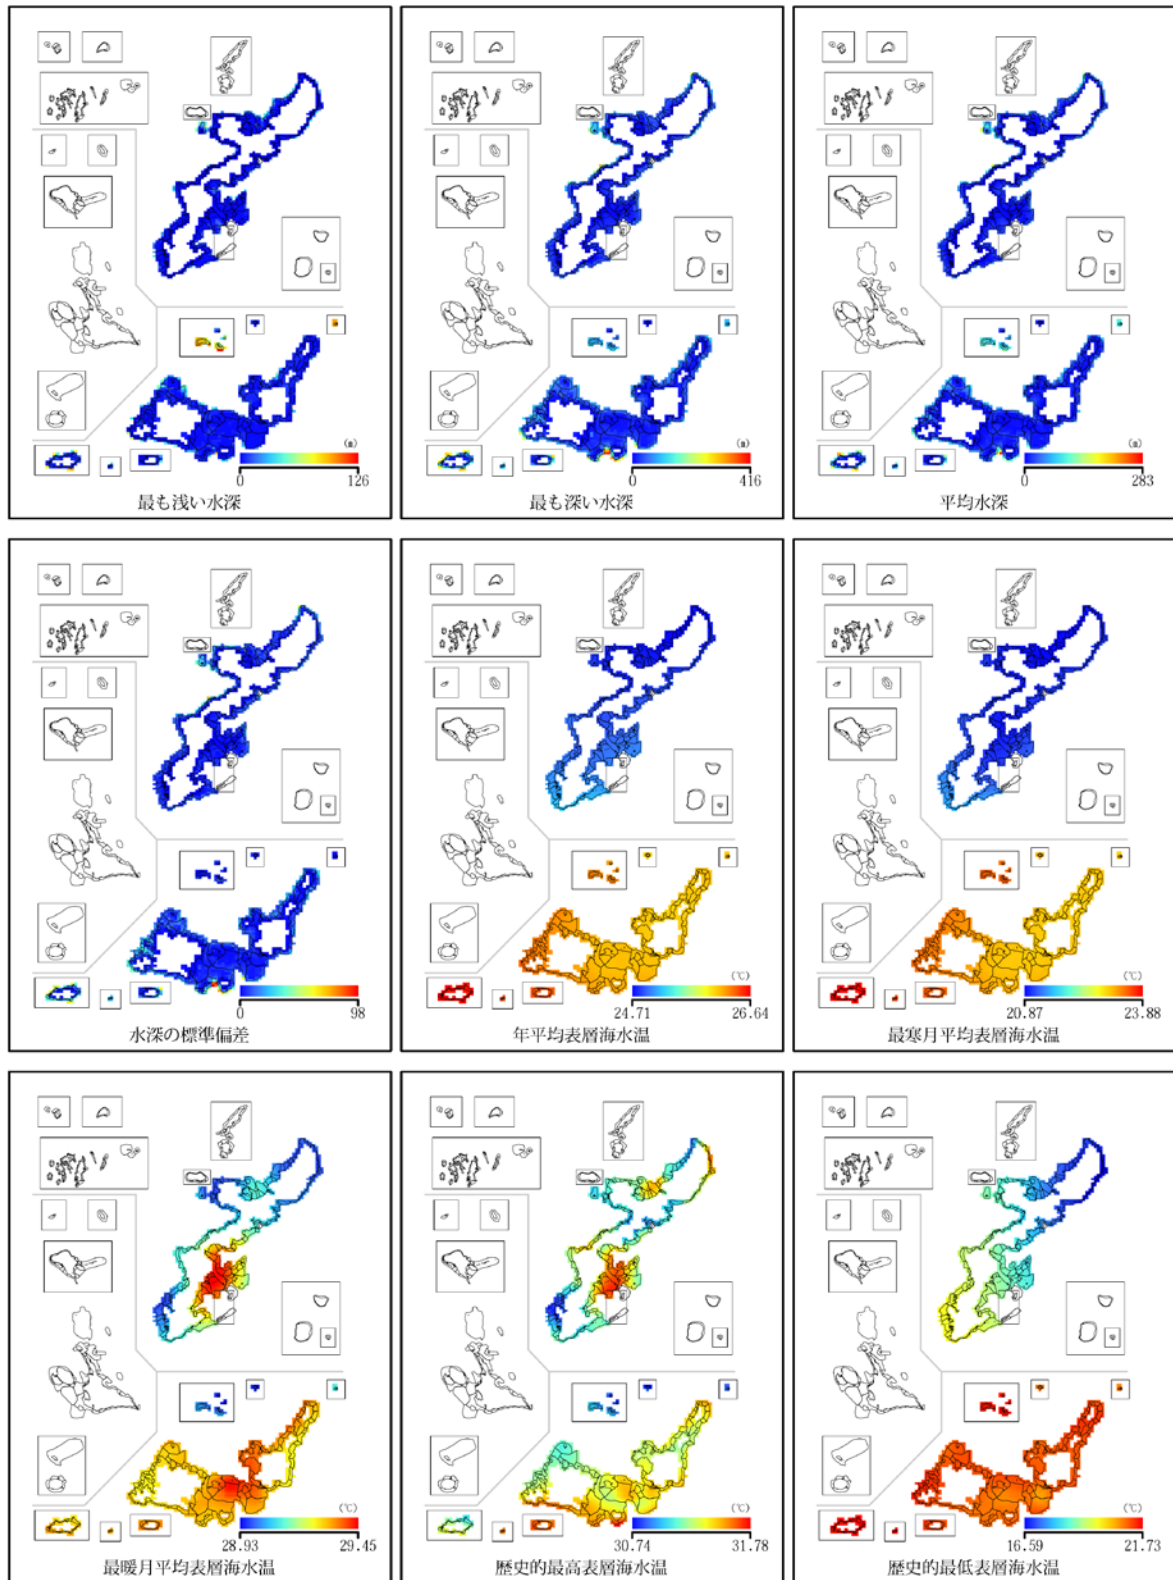 (m)
0 126
最も浅い水深
(m)
0 416
最も深い水深
(m)
0 283
平均水深
0 98
水深の標準偏差
(℃)
24.71 26.64
年平均表層海水温
(℃)
20.87 23.88
最寒月平均表層海水温
(℃)
28.93 29.45
最暖月平均表層海水温
(℃)
30.74 31.78
歴史的最高表層海水温
(℃)
16.59 21.73
歴史的最低表層海水温